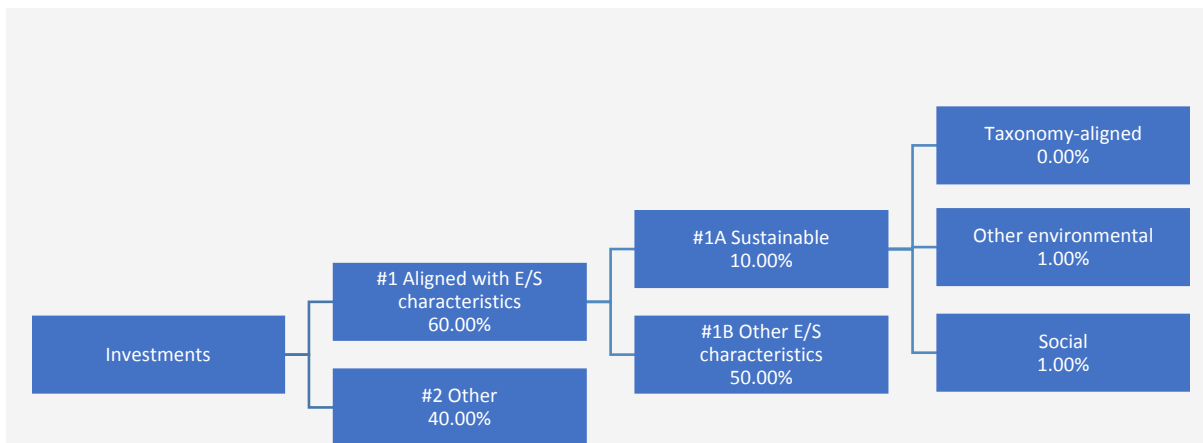 Investments
#1 Aligned with E/S
characteristics
60.00%
#2 Other
40.00%
#1A Sustainable
10.00%
#1B Other E/S
characteristics
50.00%
Taxonomy-aligned
0.00%
Other environmental
1.00%
Social
1.00%